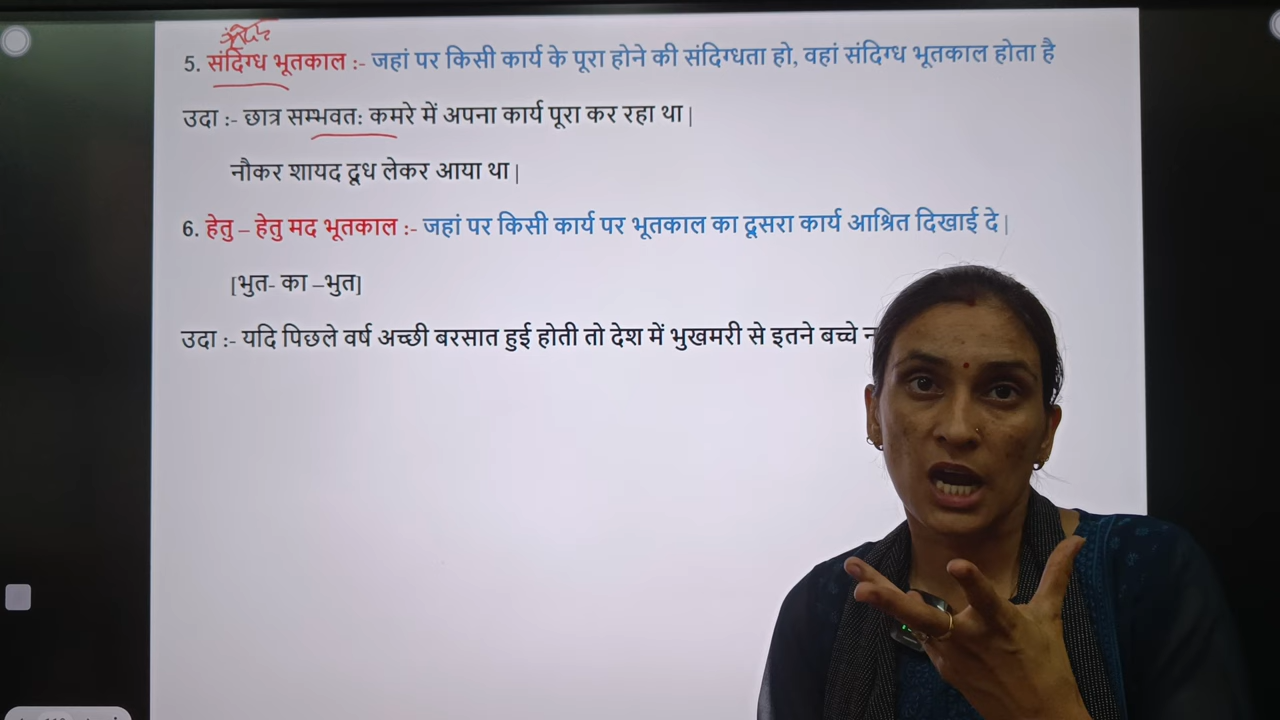 संदेह
5. संदिग्ध भूतकाल :- जहां पर किसी कार्य के पूरा होने की संदिग्धता हो, वहां संदिग्ध भूतकाल होता है
उदा :- छात्र सम्भवतः कमरे में अपना कार्य पूरा कर रहा था |
नौकर शायद दूध लेकर आया था |
6. हेतु – हेतु मद भूतकाल :- जहां पर किसी कार्य पर भूतकाल का दूसरा कार्य आश्रित दिखाई दे |
[भुत- का –भुत]
उदा :- यदि पिछले वर्ष अच्छी बरसात हुई होती तो देश में भुखमरी से इतने बच्चे